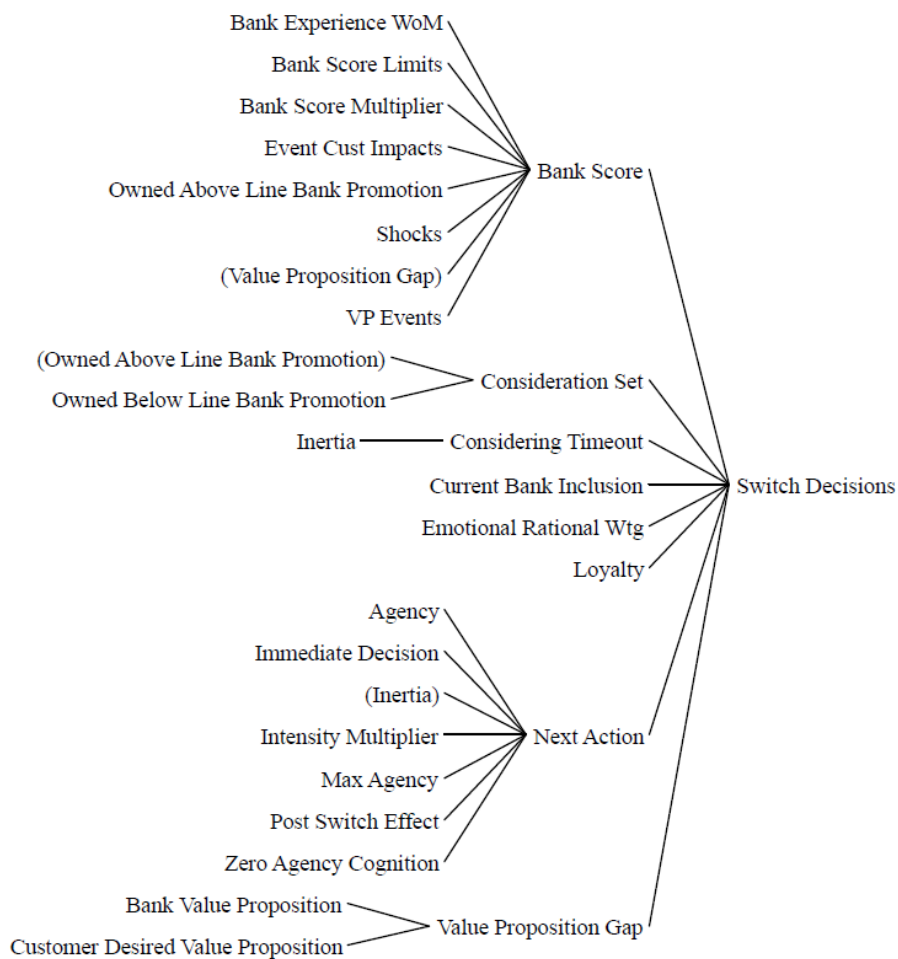 Bank Experience WoM
Bank Score Limits
Bank Score Multiplier
Event Cust Impacts
Bank Score
Owned Above Line Bank Promotion
Shocks
(Value Proposition Gap)
VP Events
(Owned Above Line Bank Promotion)
Consideration Set
Owned Below Line Bank Promotion
Inertia
Considering Timeout
Current Bank Inclusion
Switch Decisions
Emotional Rational Wtg
Loyalty
Agency
Immediate Decision
(Inertia)
Intensity Multiplier
Next Action
Max Agency
Post Switch Effect
Zero Agency Cognition
Bank Value Proposition
Value Proposition Gap
Customer Desired Value Proposition